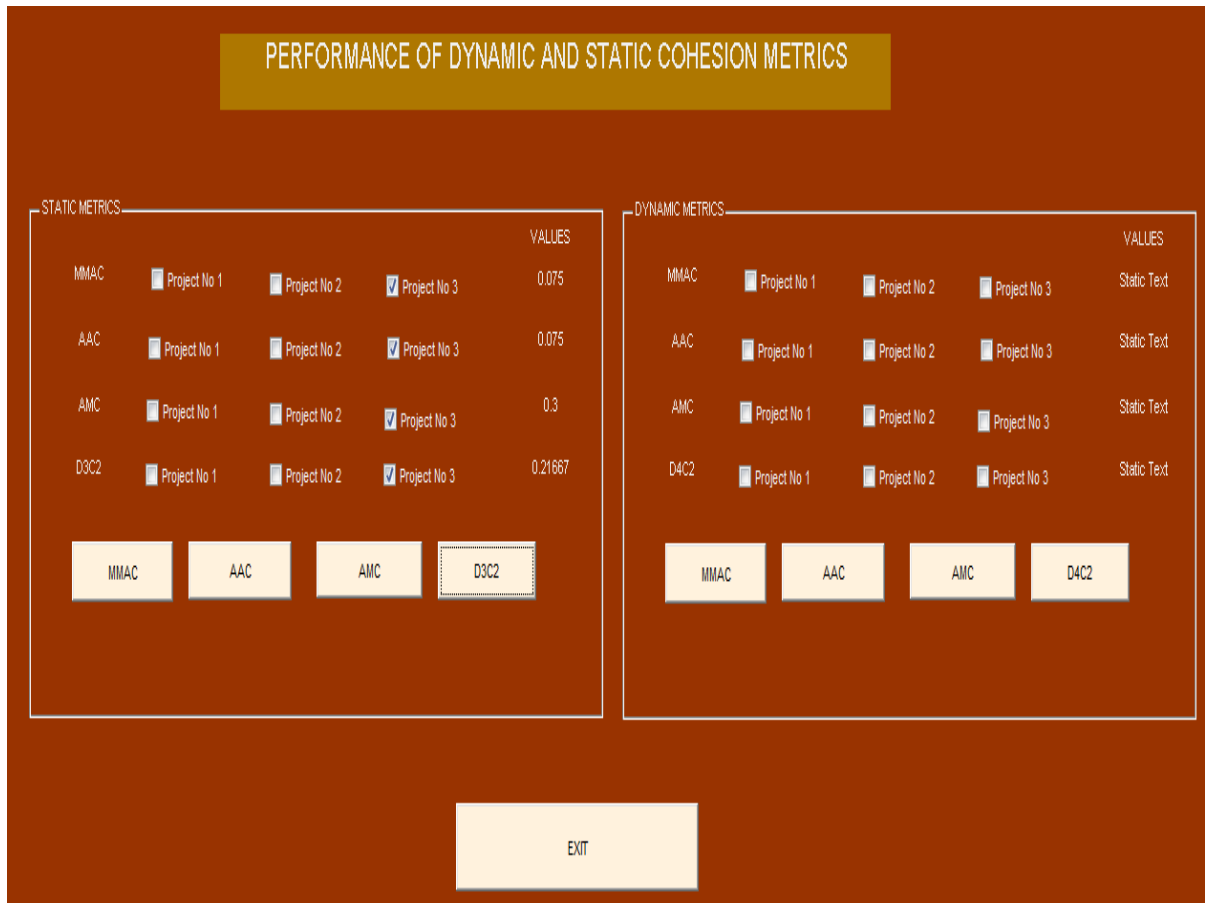 PERFORMANCE OF DYNAMIC AND STATIC COHESION METRICS
STATIC METRICS
VALUES
MMAC Project No 1 Project No 2 Project No 3 0.075
AAC Project No 1 Project No 2 Project No 3 0.075
AMC Project No 1 Project No 2 Project No 3 0.3
D3C2 Project No 1 Project No 2 Project No 3 0.21667
MMAC AAC AMC D3C2
DYNAMIC METRICS
VALUES
MMAC Project No 1 Project No 2 Project No 3 Static Text
AAC Project No 1 Project No 2 Project No 3 Static Text
AMC Project No 1 Project No 2 Project No 3 Static Text
D4C2 Project No 1 Project No 2 Project No 3 Static Text
MMAC AAC AMC D4C2
EXIT